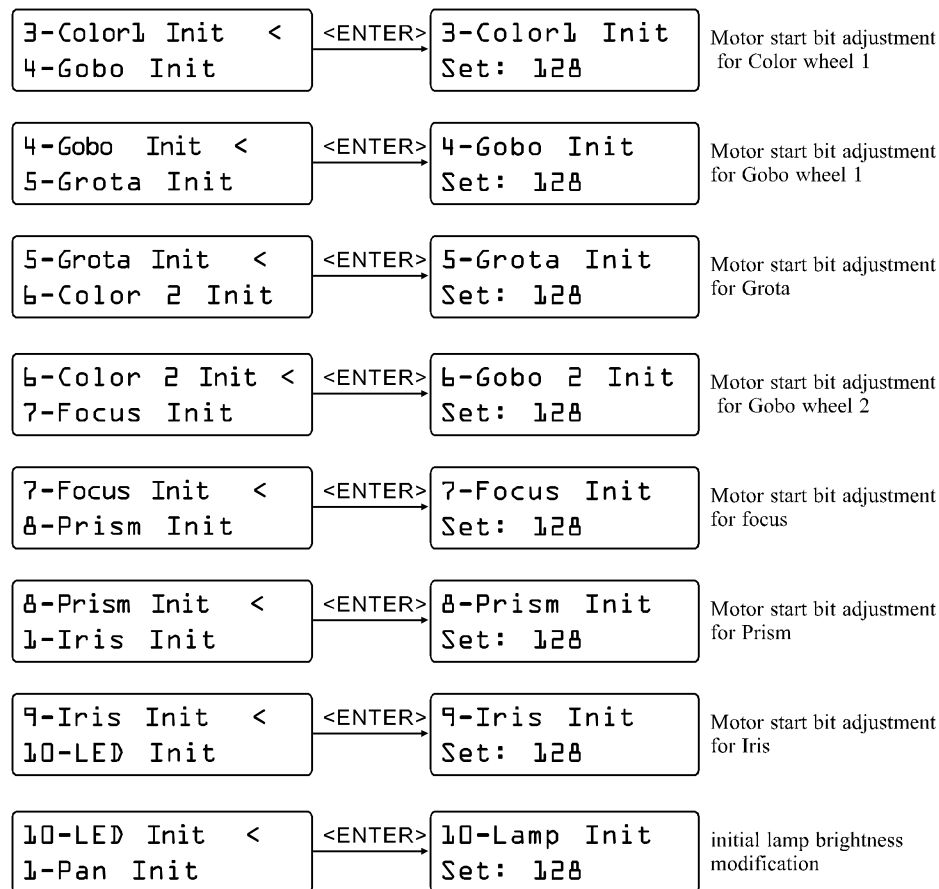 3-Color1 Init <
4-Gobo Init
<ENTER>
3-Color1 Init
Set: 128
Motor start bit adjustment
for Color wheel 1
4-Gobo Init <
5-Grota Init
<ENTER>
4-Gobo Init
Set: 128
Motor start bit adjustment
for Gobo wheel 1
5-Grota Init <
6-Color 2 Init
<ENTER>
5-Grota Init
Set: 128
Motor start bit adjustment
for Grota
6-Color 2 Init <
7-Focus Init
<ENTER>
6-Gobo 2 Init
Set: 128
Motor start bit adjustment
for Gobo wheel 2
7-Focus Init <
8-Prism Init
<ENTER>
7-Focus Init
Set: 128
Motor start bit adjustment
for focus
8-Prism Init <
1-Iris Init
<ENTER>
8-Prism Init
Set: 128
Motor start bit adjustment
for Prism
9-Iris Init <
10-LED Init
<ENTER>
9-Iris Init
Set: 128
Motor start bit adjustment
for Iris
10-LED Init <
1-Pan Init
<ENTER>
10-Lamp Init
Set: 128
initial lamp brightness
modification